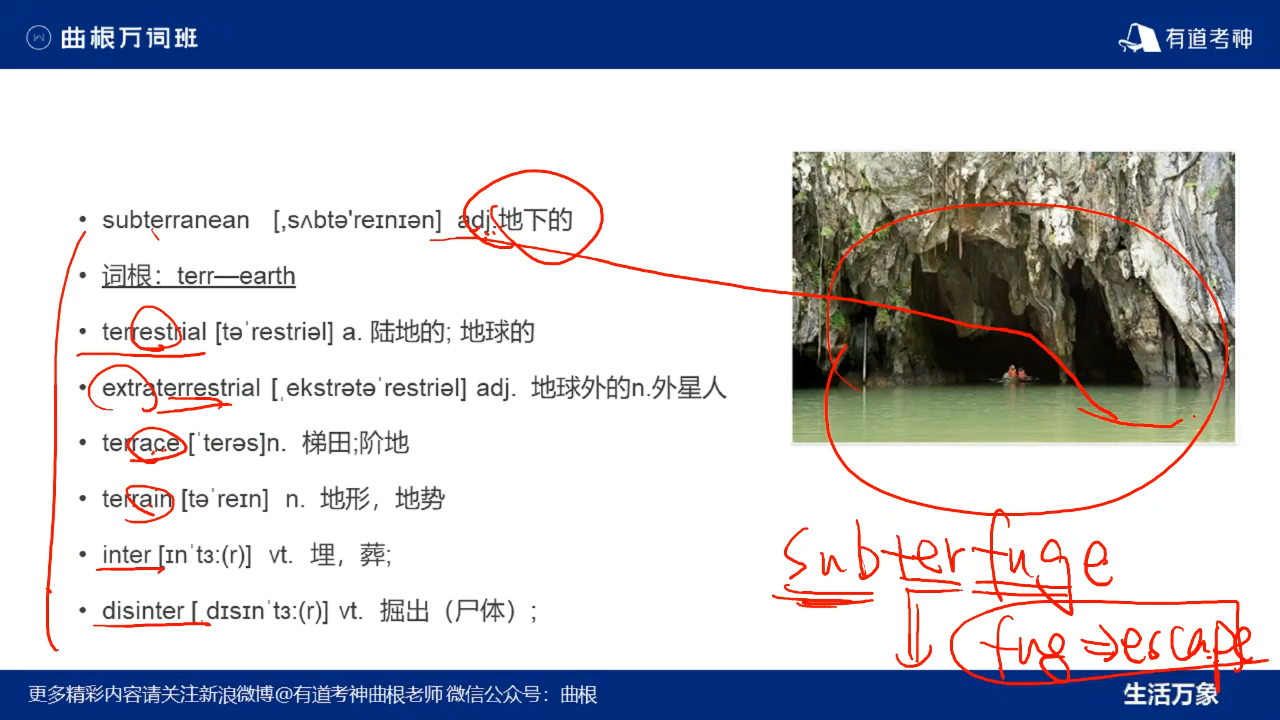 曲根万词班
有道考神
• subterranean [ˌsʌbtə'reɪnɪən] adj.地下的
• 词根：terr—earth
• terrestrial [təˈrestriəl] a. 陆地的; 地球的
• extraterrestrial [ˌekstrətəˈrestriəl] adj. 地球外的n.外星人
• terrace [ˈterəs]n. 梯田;阶地
• terrain [təˈreɪn] n. 地形，地势
• inter [ɪnˈtɜ:(r)] vt. 埋，葬;
• disinter [ˌdɪsɪnˈtɜ:(r)] vt. 掘出（尸体）;
subterfuge
fug ⇒ escape
更多精彩内容请关注新浪微博@有道考神曲根老师 微信公众号：曲根
生活万象